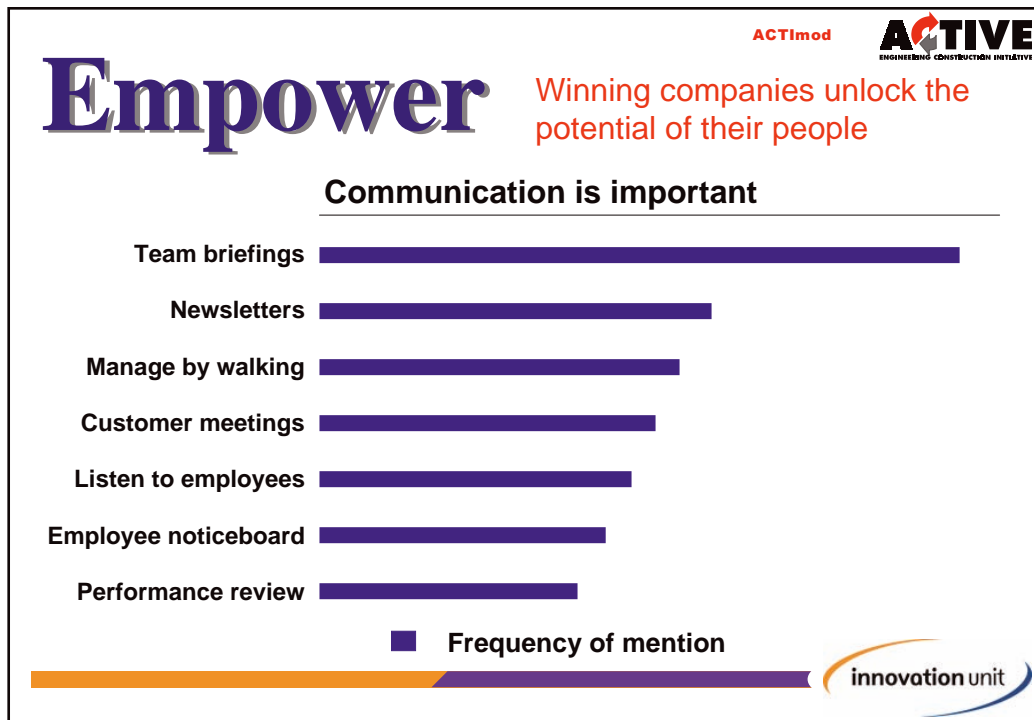 ACTImod
ACTIVE
ENGINEERING CONSTRUCTION INITIATIVE
Empower
Winning companies unlock the
potential of their people
Communication is important
Team briefings
Newsletters
Manage by walking
Customer meetings
Listen to employees
Employee noticeboard
Performance review
Frequency of mention
innovation unit